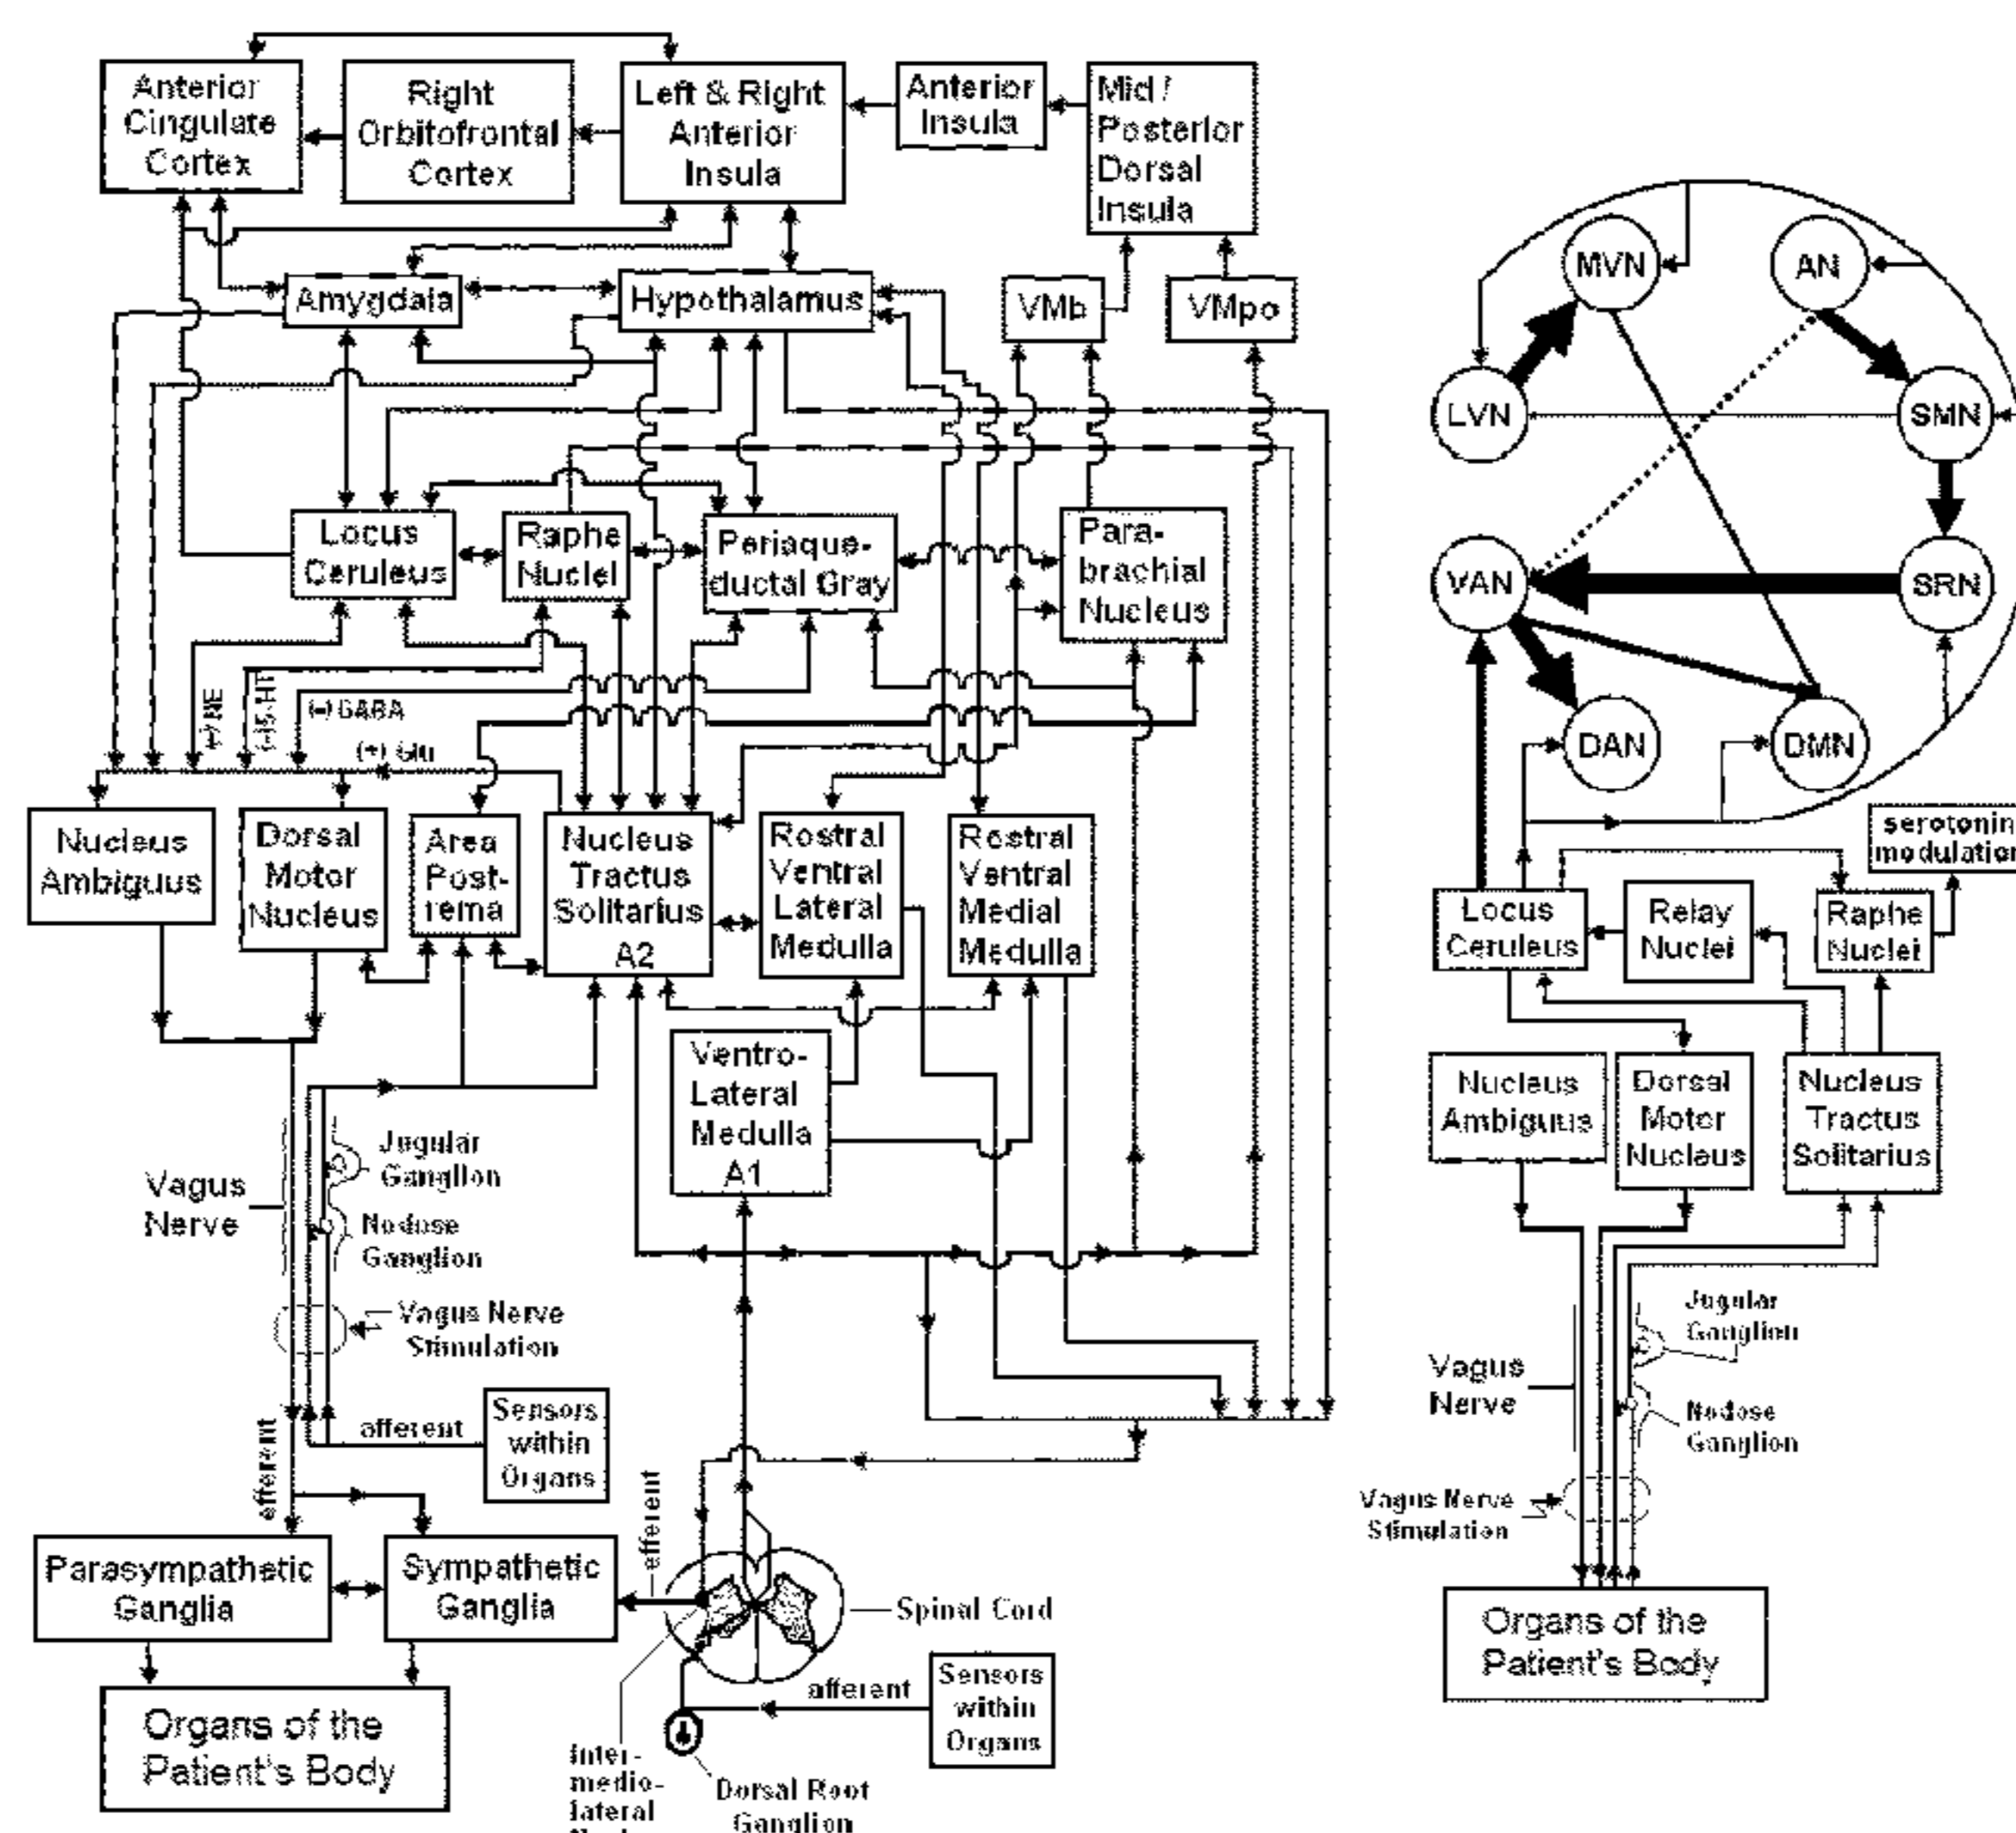 Anterior
Cingulate
Cortex
Right
Orbitofrontal
Cortex
Left & Right
Anterior
Insula
Anterior
Insula
Mid /
Posterior
Dorsal
Insula
Amygdala
Hypothalamus
VMb
VMpo
Locus
Ceruleus
Raphe
Nuclei
Periaque-
ductal Gray
Para-
brachial
Nucleus
(-) NE
(-) 5-HT
(-) GABA
(+) Glu
Nucleus
Ambiguus
Dorsal
Motor
Nucleus
Area
Post-
rema
Nucleus
Tractus
Solitarius
A2
Rostral
Ventral
Lateral
Medulla
Rostral
Ventral
Medial
Medulla
Ventro-
Lateral
Medulla
A1
Jugular
Ganglion
Vagus
Nerve
Nodose
Ganglion
Vagus Nerve
Stimulation
afferent
Sensors
within
Organs
efferent
efferent
Parasympathetic
Ganglia
Sympathetic
Ganglia
Spinal Cord
afferent
Sensors
within
Organs
Organs of the
Patient's Body
Inter-
medio-
lateral
Dorsal Root
Ganglion
MVN
AN
LVN
SMN
VAN
SRN
DAN
DMN
serotonin
modulation
Locus
Ceruleus
Relay
Nuclei
Raphe
Nuclei
Nucleus
Ambiguus
Dorsal
Motor
Nucleus
Nucleus
Tractus
Solitarius
Jugular
Ganglion
Vagus
Nerve
Nodose
Ganglion
Vagus Nerve
Stimulation
Organs of the
Patient's Body